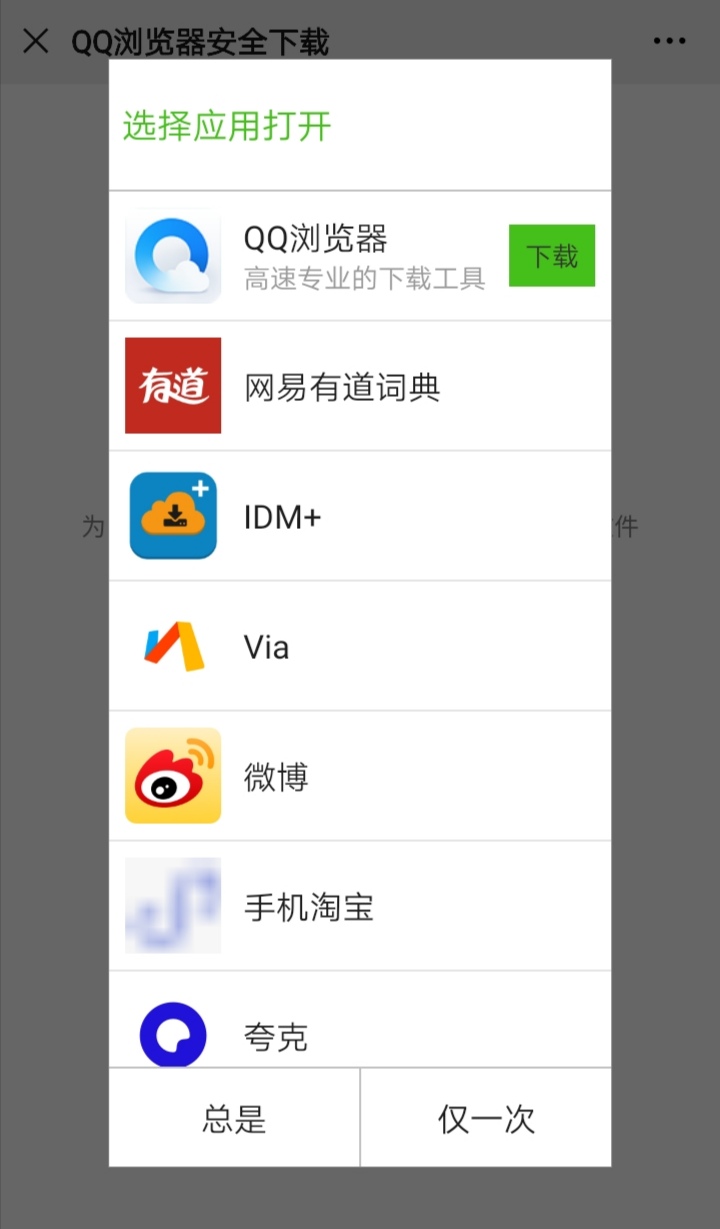 QQ浏览器安全下载
选择应用打开
QQ浏览器
高速专业的下载工具
下载
有道
网易有道词典
IDM+
Via
为
件
微博
手机淘宝
夸克
总是
仅一次